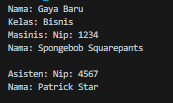 Nama: Gaya Baru
Kelas: Bisnis
Masinis: Nip: 1234
Nama: Spongebob Squarepants
Asisten: Nip: 4567
Nama: Patrick Star